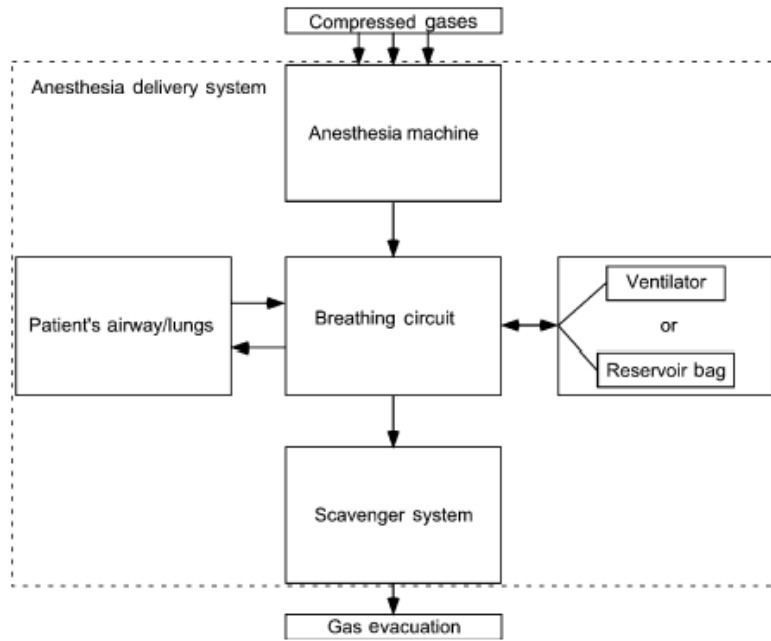 Compressed gases
Anesthesia delivery system
Anesthesia machine
Patient's airway/lungs
Breathing circuit
Ventilator
or
Reservoir bag
Scavenger system
Gas evacuation